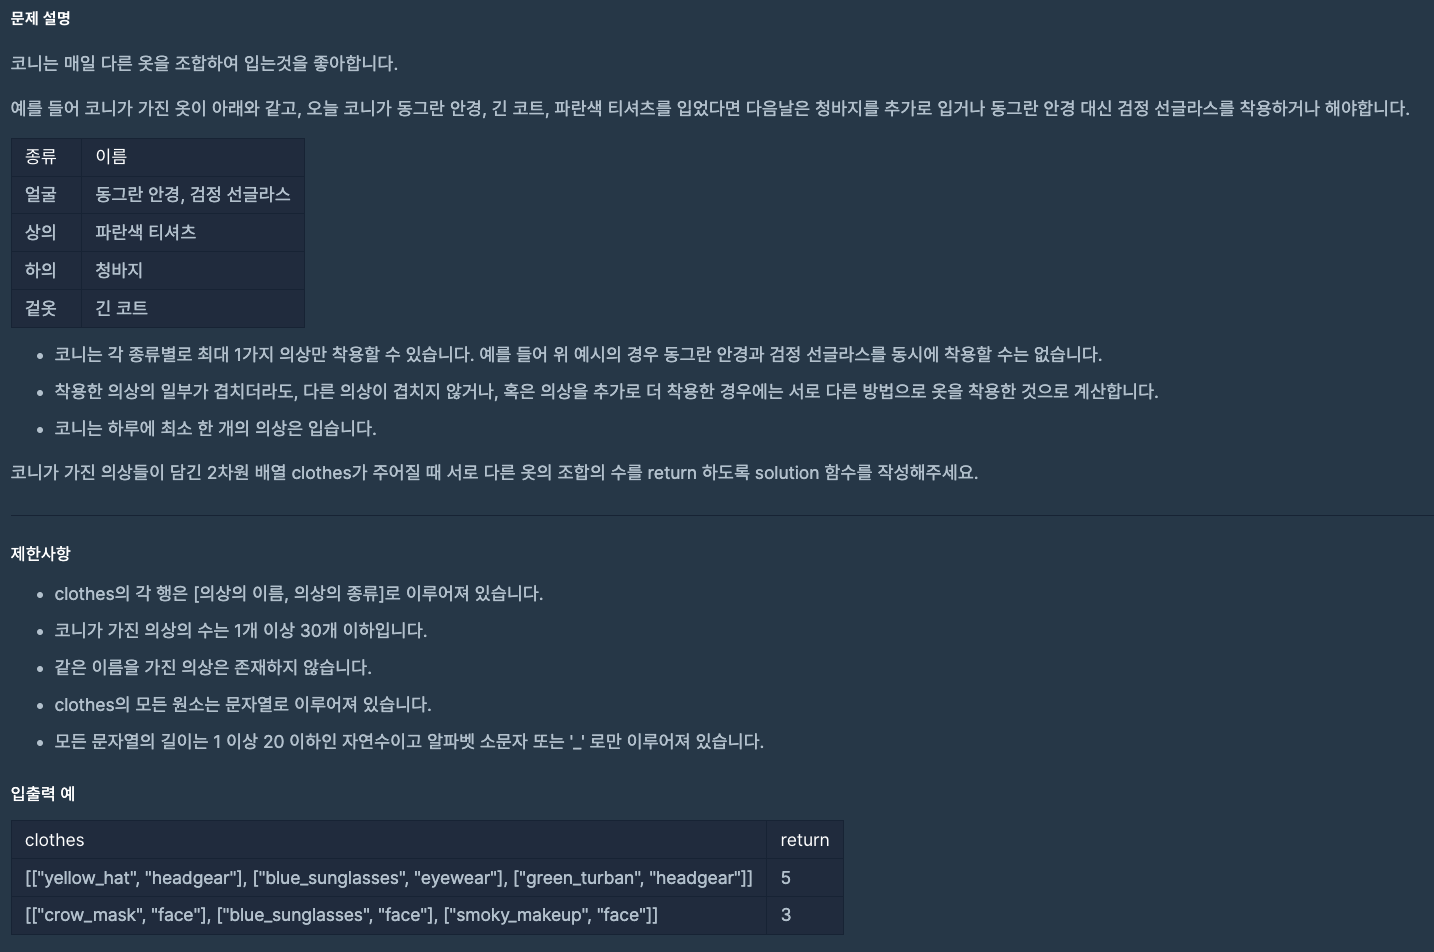 문제 설명
코니는 매일 다른 옷을 조합하여 입는것을 좋아합니다.
예를 들어 코니가 가진 옷이 아래와 같고, 오늘 코니가 동그란 안경, 긴 코트, 파란색 티셔츠를 입었다면 다음날은 청바지를 추가로 입거나 동그란 안경 대신 검정 선글라스를 착용하거나 해야합니다.
종류 이름
얼굴 동그란 안경, 검정 선글라스
상의 파란색 티셔츠
하의 청바지
겉옷 긴 코트
• 코니는 각 종류별로 최대 1가지 의상만 착용할 수 있습니다. 예를 들어 위 예시의 경우 동그란 안경과 검정 선글라스를 동시에 착용할 수는 없습니다.
• 착용한 의상의 일부가 겹치더라도, 다른 의상이 겹치지 않거나, 혹은 의상을 추가로 더 착용한 경우에는 서로 다른 방법으로 옷을 착용한 것으로 계산합니다.
• 코니는 하루에 최소 한 개의 의상은 입습니다.
코니가 가진 의상들이 담긴 2차원 배열 clothes가 주어질 때 서로 다른 옷의 조합의 수를 return 하도록 solution 함수를 작성해주세요.
제한사항
• clothes의 각 행은 [의상의 이름, 의상의 종류]로 이루어져 있습니다.
• 코니가 가진 의상의 수는 1개 이상 30개 이하입니다.
• 같은 이름을 가진 의상은 존재하지 않습니다.
• clothes의 모든 원소는 문자열로 이루어져 있습니다.
• 모든 문자열의 길이는 1 이상 20 이하인 자연수이고 알파벳 소문자 또는 '_' 로만 이루어져 있습니다.
입출력 예
clothes return
[["yellow_hat", "headgear"], ["blue_sunglasses", "eyewear"], ["green_turban", "headgear"]] 5
[["crow_mask", "face"], ["blue_sunglasses", "face"], ["smoky_makeup", "face"]] 3